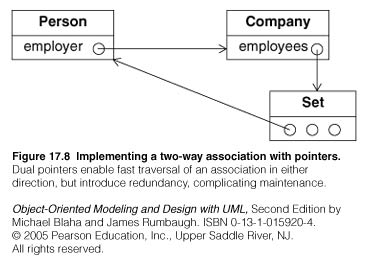 Person
Company
employer
employees
Set
Figure 17.8 Implementing a two-way association with pointers.
Dual pointers enable fast traversal of an association in either
direction, but introduce redundancy, complicating maintenance.
Object-Oriented Modeling and Design with UML, Second Edition by
Michael Blaha and James Rumbaugh. ISBN 0-13-1-015920-4.
© 2005 Pearson Education, Inc., Upper Saddle River, NJ.
All rights reserved.